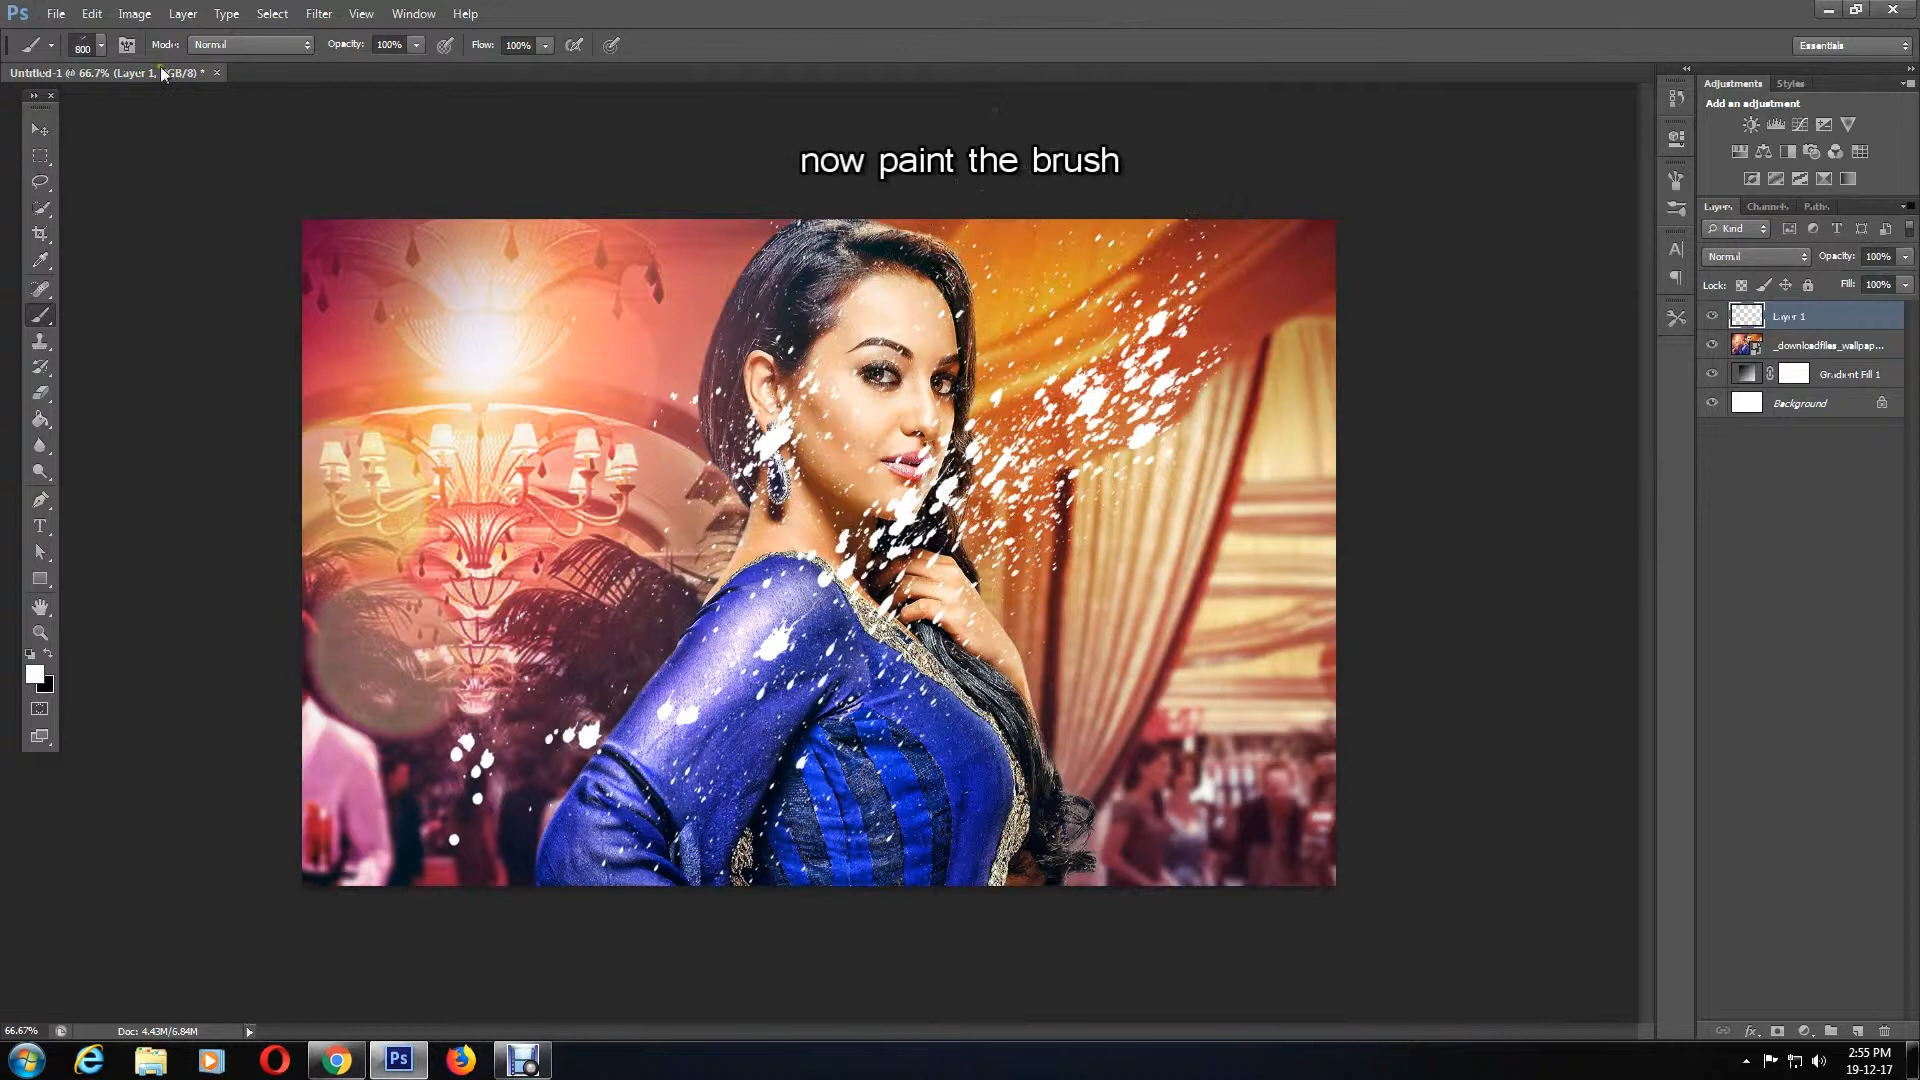 Ps File Edit Image Layer Type Select Filter View Window Help
800 Mode: Normal Opacity: 100% Flow: 100% Essentials
Untitled-1 @ 66.7% (Layer 1, RGB/8) * ×
Adjustments Styles
Add an adjustment
now paint the brush
Layers Channels Paths
Kind
Normal Opacity: 100%
Lock: Fill: 100%
Layer 1
_downloadfiles_wallpap...
Gradient Fill 1
Background
66.67% Doc: 4.43M/6.84M
Ps
2:55 PM
19-12-17